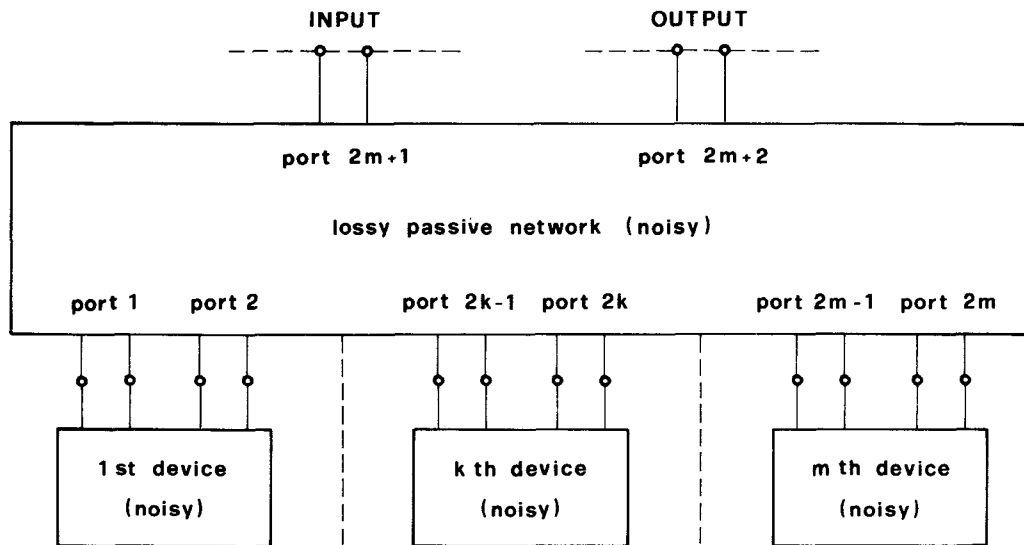 INPUT OUTPUT
port 2m+1 port 2m+2
lossy passive network (noisy)
port 1 port 2 port 2k-1 port 2k port 2m-1 port 2m
1st device k th device m th device
(noisy) (noisy) (noisy)